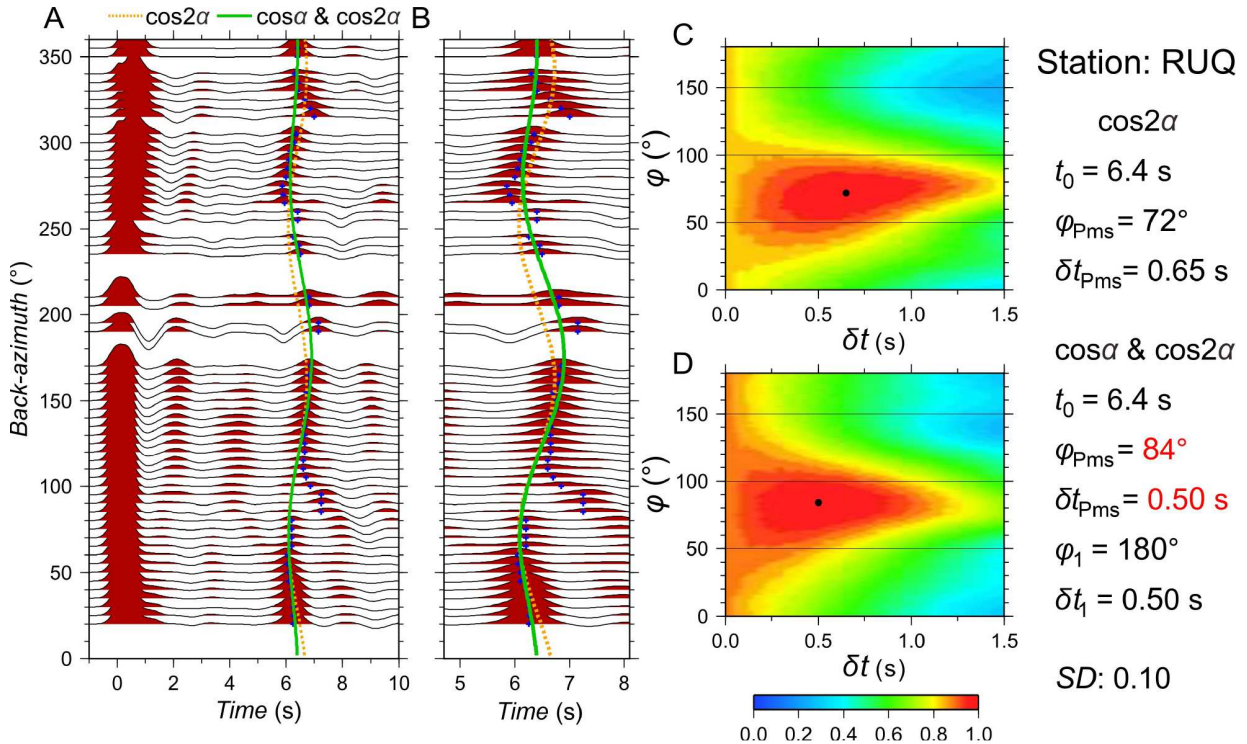 A
cos2α
cosα & cos2α
B
C
D
Back-azimuth (°)
350
300
250
200
150
100
50
0
0 2 4 6 8 10
Time (s)
5 6 7 8
Time (s)
φ (°)
150
100
50
0
0.0 0.5 1.0 1.5
δt (s)
φ (°)
150
100
50
0
0.0 0.5 1.0 1.5
δt (s)
0.0 0.2 0.4 0.6 0.8 1.0
Station: RUQ
cos2α
t0 = 6.4 s
φPms = 72°
δtPms = 0.65 s
cosα & cos2α
t0 = 6.4 s
φPms = 84°
δtPms = 0.50 s
φ1 = 180°
δt1 = 0.50 s
SD: 0.10